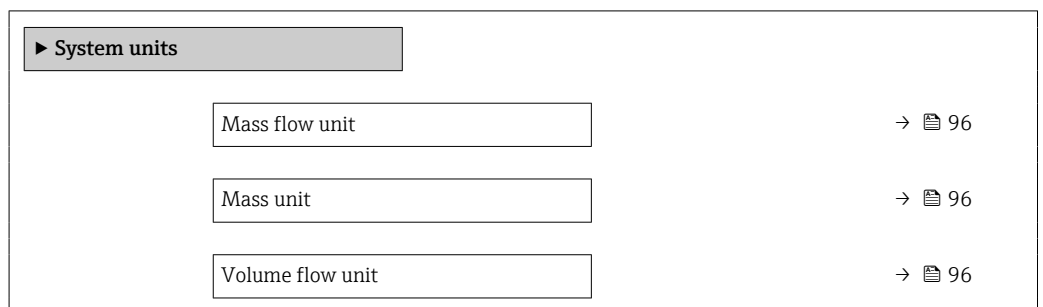 ▶ System units
Mass flow unit → 96
Mass unit → 96
Volume flow unit → 96